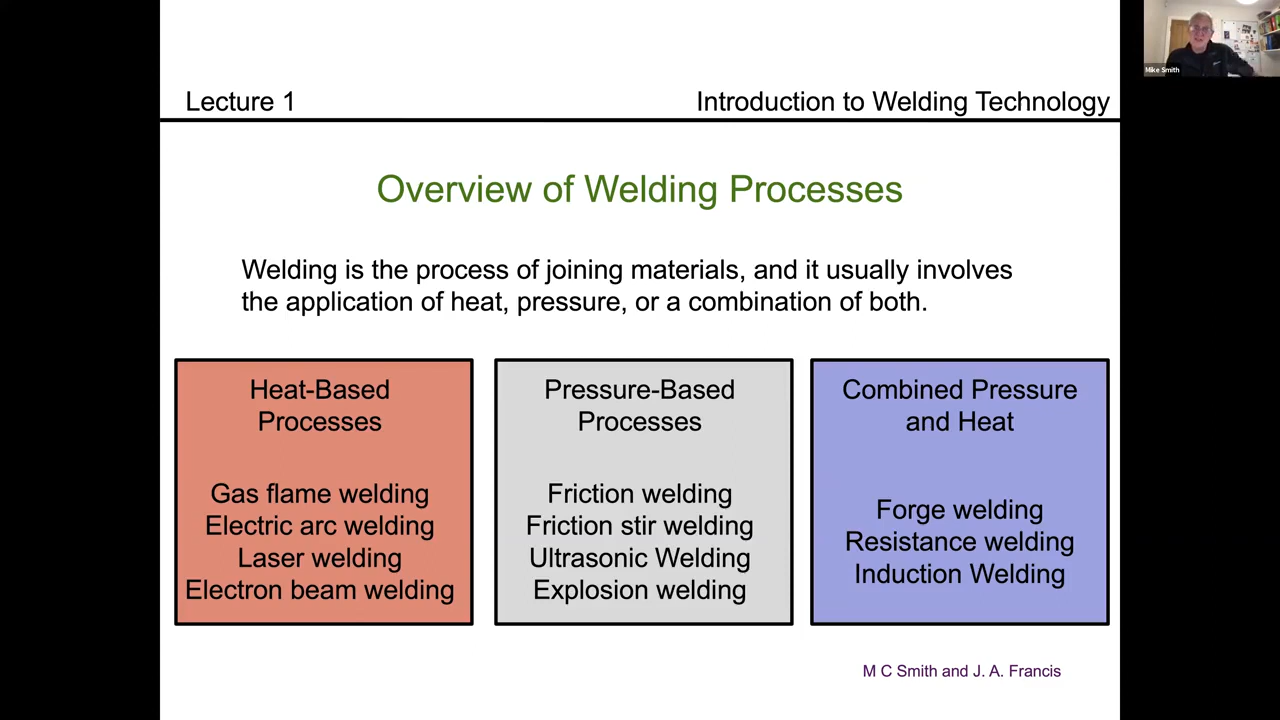 Mike Smith
Lecture 1
Introduction to Welding Technology
Overview of Welding Processes
Welding is the process of joining materials, and it usually involves
the application of heat, pressure, or a combination of both.
Heat-Based
Processes
Gas flame welding
Electric arc welding
Laser welding
Electron beam welding
Pressure-Based
Processes
Friction welding
Friction stir welding
Ultrasonic Welding
Explosion welding
Combined Pressure
and Heat
Forge welding
Resistance welding
Induction Welding
M C Smith and J. A. Francis